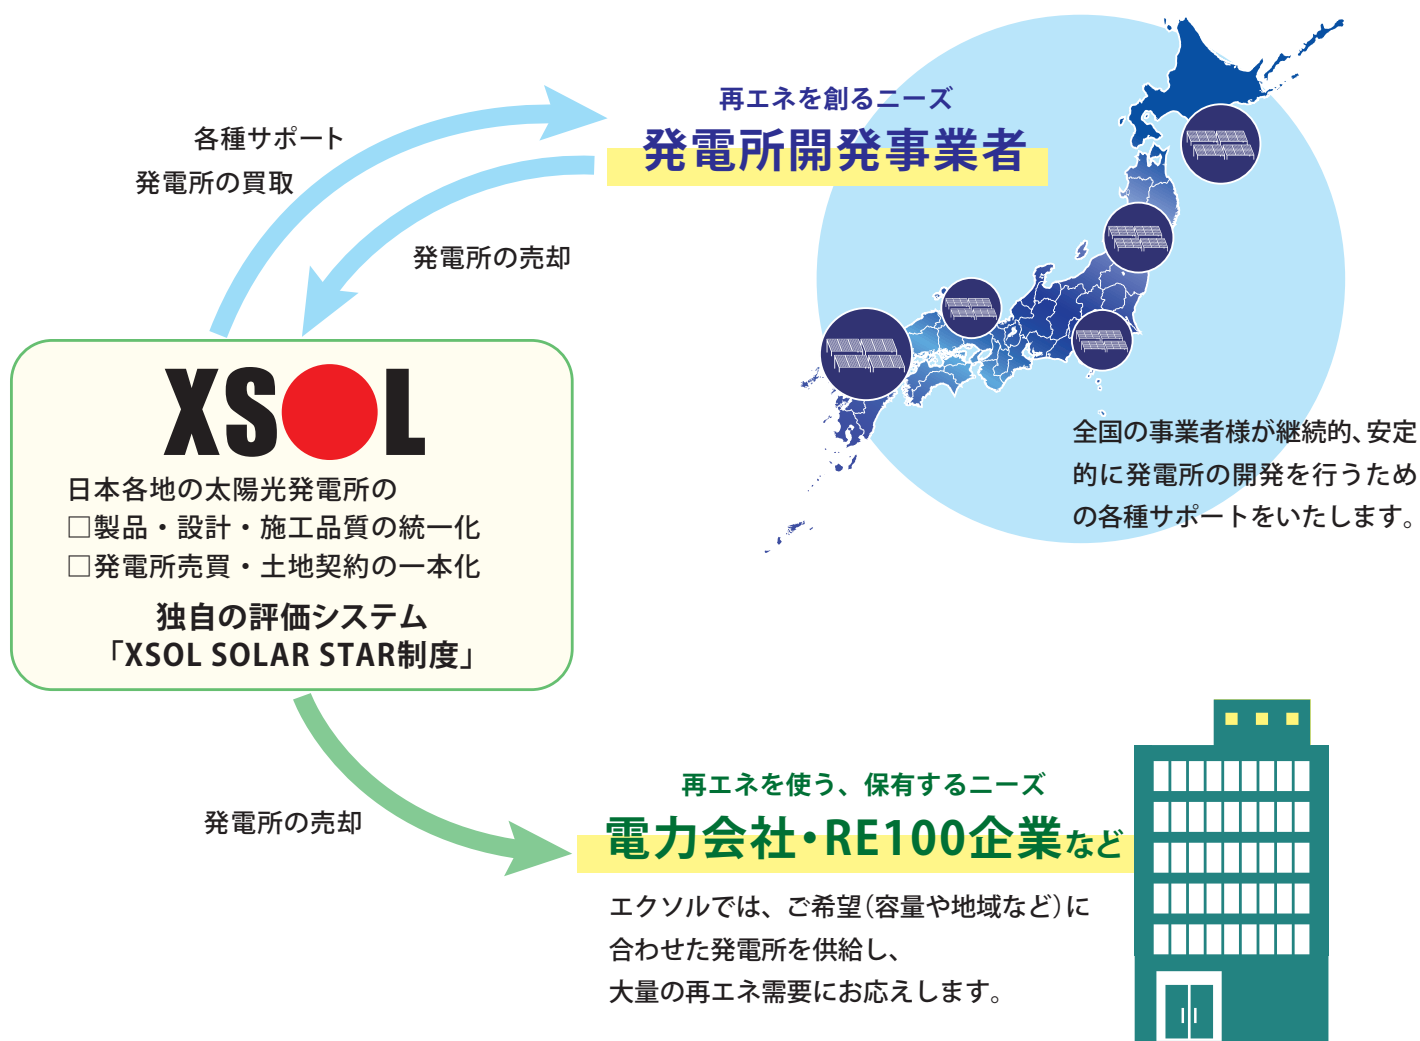 再エネを創るニーズ
発電所開発事業者
各種サポート
発電所の買取
発電所の売却
全国の事業者様が継続的、安定
的に発電所の開発を行うため
の各種サポートをいたします。
XSOL
日本各地の太陽光発電所の
□製品・設計・施工品質の統一化
□発電所売買・土地契約の一本化
独自の評価システム
「XSOL SOLAR STAR制度」
発電所の売却
再エネを使う、保有するニーズ
電力会社・RE100企業など
エクソルでは、ご希望(容量や地域など)に
合わせた発電所を供給し、
大量の再エネ需要にお応えします。